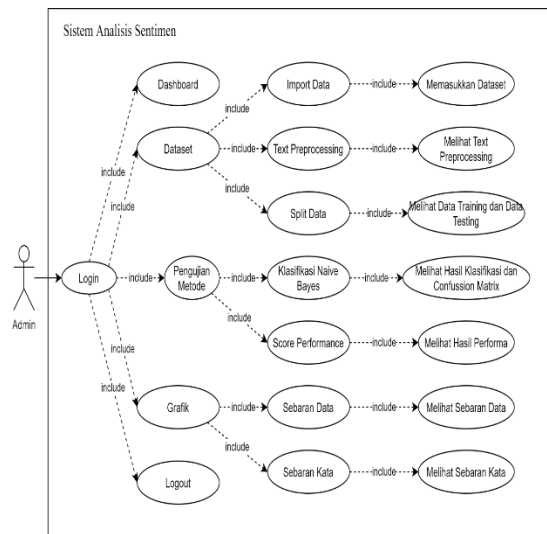 Sistem Analisis Sentimen
Dashboard
Import Data
include
Memasukkan Dataset
include
include
Dataset
include
Text Preprocessing
include
Melihat Text
Preprocessing
include
include
Split Data
include
Melihat Data Training dan Data
Testing
Admin
Login
include
Pengujian
Metode
include
Klasifikasi Naive
Bayes
include
Melihat Hasil Klasifikasi dan
Confussion Matrix
include
Score Performance
include
Melihat Hasil Performa
include
Grafik
include
Sebaran Data
include
Melihat Sebaran Data
include
include
Sebaran Kata
include
Melihat Sebaran Kata
Logout